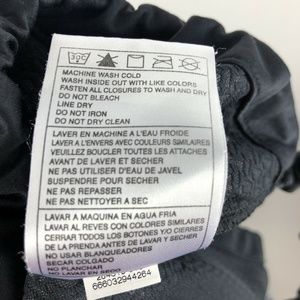 30C
MACHINE WASH COLD
WASH INSIDE OUT WITH LIKE COLORS
FASTEN ALL CLOSURES TO WASH AND DRY
DO NOT BLEACH
LINE DRY
DO NOT IRON
DO NOT DRY CLEAN
LAVER EN MACHINE A L'EAU FROIDE
LAVER A L'ENVERS AVEC COULEURS SIMILAIRES
VEUILLEZ BOUCLER TOUTES LES ATTACHES
AVANT DE LAVER ET SECHER
NE PAS UTILISER D'EAU DE JAVEL
SUSPENDRE POUR SECHER
NE PAS REPASSER
NE PAS NETTOYER A SEC
LAVAR A MAQUINA EN AGUA FRIA
LAVAR AL REVES CON COLORES SIMILARES
CERRAR TODOS LOS BOTONES Y/O CIERRES
DE LA PRENDA ANTES DE LAVAR Y SECAR
NO USAR BLANQUEADORES
SECAR COLGADO
NO PLANCHAR
NO LAVAR EN SECO
666032944264